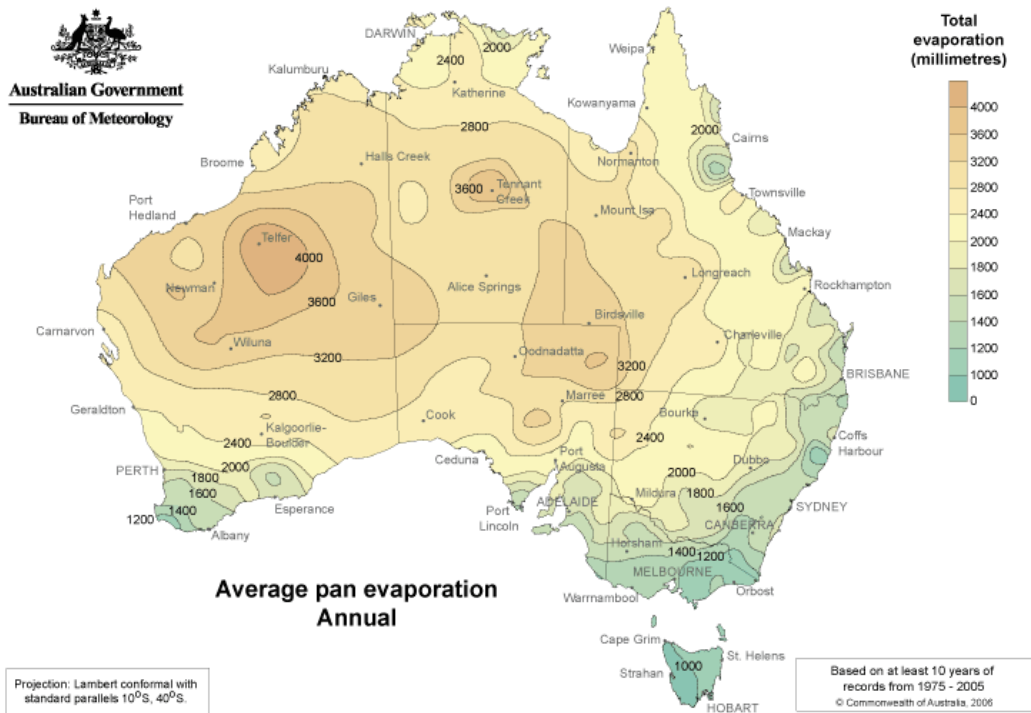 Australian Government
Bureau of Meteorology
Total
evaporation
(millimetres)
4000
3600
3200
2800
2400
2000
1800
1600
1400
1200
1000
0
DARWIN
2000
2400
Weipa
Kalumburu
Katherine
Kowanyama
2800
2000
Cairns
Broome
Halls Creek
Normanton
3600
Tennant
Creek
Townsville
Port
Hedland
Mount Isa
Mackay
Telfer
4000
Longreach
Newman
3600
Giles
Alice Springs
Rockhampton
Carnarvon
Birdsville
Wiluna
3200
Oodnadatta
3200
Charleville
BRISBANE
2800
Marree
2800
Geraldton
Cook
Bourke
Kalgoorlie-
Boulder
2400
2400
Coffs
Harbour
PERTH
2000
Ceduna
Port
Augusta
2000
Dubbo
1800
1600
Mildura
1800
1400
Esperance
Port
Lincoln
ADELAIDE
1600
SYDNEY
1200
Albany
CANBERRA
Horsham
1400
1200
MELBOURNE
Warrnambool
Orbost
Average pan evaporation
Annual
Cape Grim
1000
St. Helens
Strahan
HOBART
Projection: Lambert conformal with
standard parallels 10°S, 40°S.
Based on at least 10 years of
records from 1975 - 2005
© Commonwealth of Australia, 2006